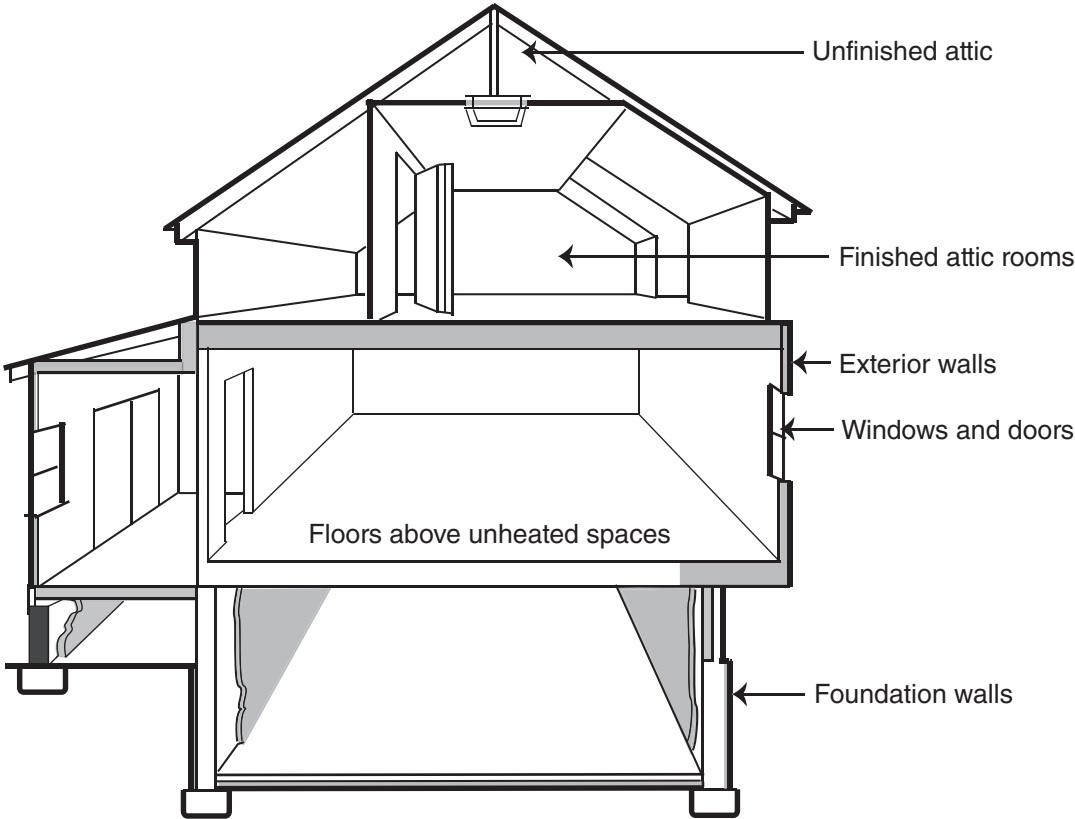 Unfinished attic
Finished attic rooms
Exterior walls
Windows and doors
Floors above unheated spaces
Foundation walls